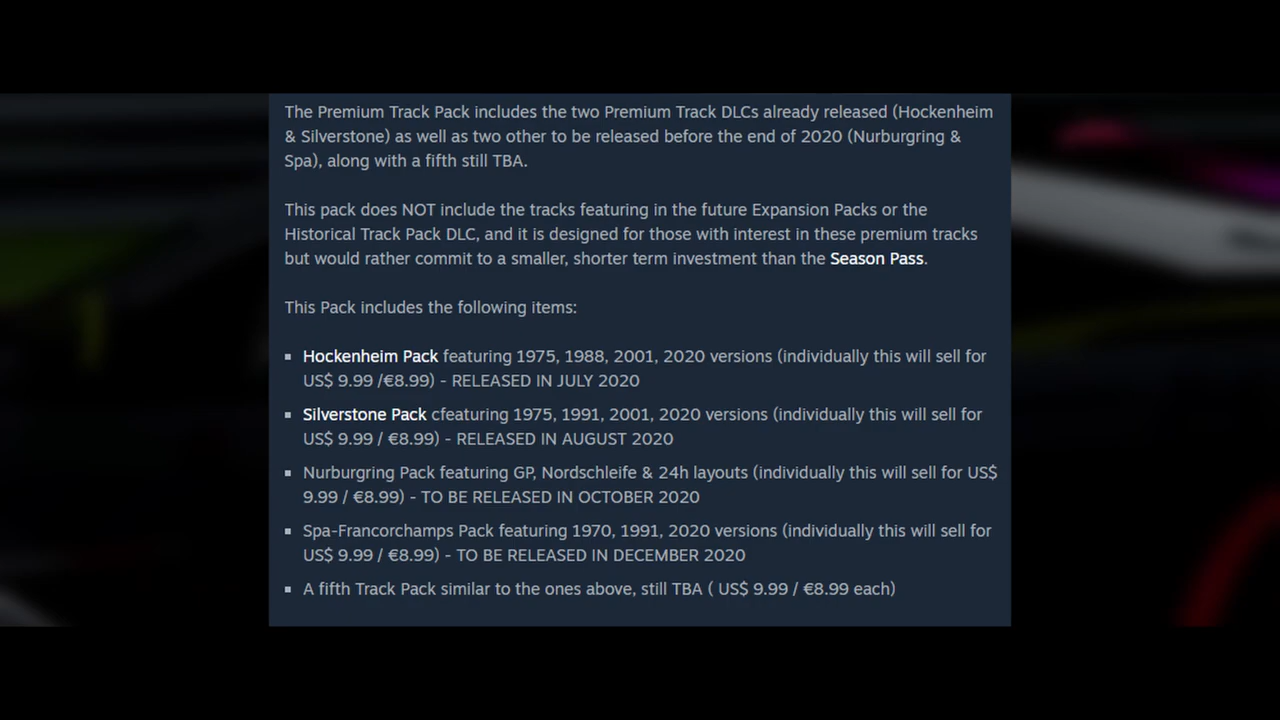 The Premium Track Pack includes the two Premium Track DLCs already released (Hockenheim
& Silverstone) as well as two other to be released before the end of 2020 (Nurburgring &
Spa), along with a fifth still TBA.
This pack does NOT include the tracks featuring in the future Expansion Packs or the
Historical Track Pack DLC, and it is designed for those with interest in these premium tracks
but would rather commit to a smaller, shorter term investment than the Season Pass.
This Pack includes the following items:
▪ Hockenheim Pack featuring 1975, 1988, 2001, 2020 versions (individually this will sell for
US$ 9.99 /€8.99) - RELEASED IN JULY 2020
▪ Silverstone Pack cfeaturing 1975, 1991, 2001, 2020 versions (individually this will sell for
US$ 9.99 / €8.99) - RELEASED IN AUGUST 2020
▪ Nurburgring Pack featuring GP, Nordschleife & 24h layouts (individually this will sell for US$
9.99 / €8.99) - TO BE RELEASED IN OCTOBER 2020
▪ Spa-Francorchamps Pack featuring 1970, 1991, 2020 versions (individually this will sell for
US$ 9.99 / €8.99) - TO BE RELEASED IN DECEMBER 2020
▪ A fifth Track Pack similar to the ones above, still TBA ( US$ 9.99 / €8.99 each)